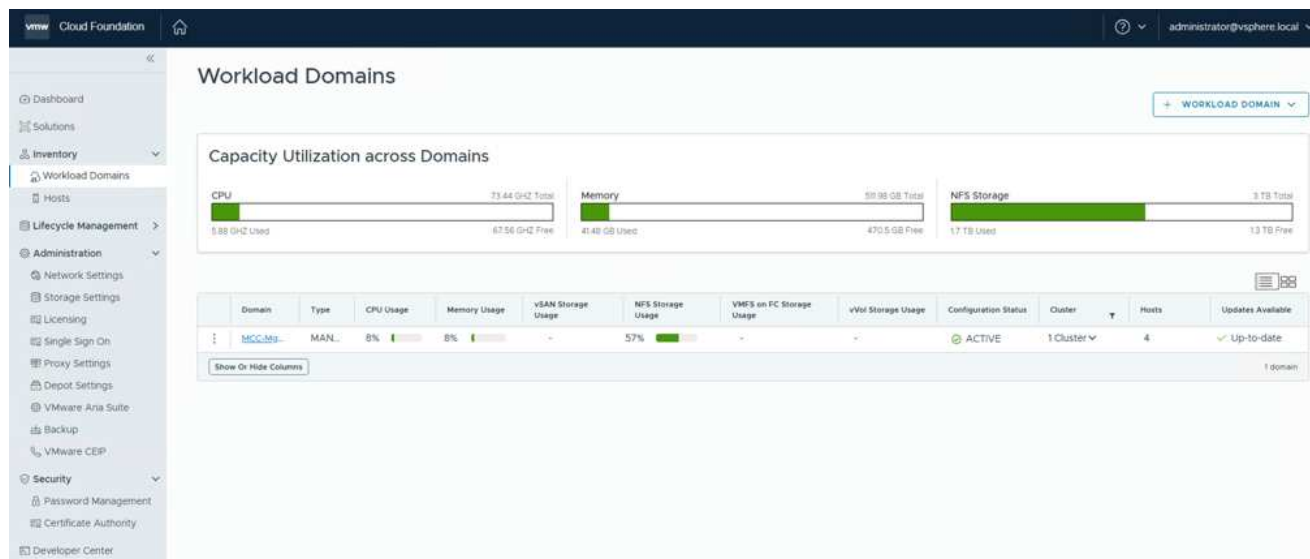 vmw Cloud Foundation
administrator@vsphere.local
Dashboard
Solutions
Inventory
Workload Domains
Hosts
Lifecycle Management
Administration
Network Settings
Storage Settings
Licensing
Single Sign On
Proxy Settings
Depot Settings
VMware Aria Suite
Backup
VMware CEIP
Security
Password Management
Certificate Authority
Developer Center
Workload Domains
+ WORKLOAD DOMAIN
Capacity Utilization across Domains
CPU 73.44 GHZ Total
5.88 GHZ Used 67.56 GHZ Free
Memory 511.98 GB Total
41.48 GB Used 470.5 GB Free
NFS Storage 3 TB Total
1.7 TB Used 1.3 TB Free
Domain Type CPU Usage Memory Usage vSAN Storage Usage NFS Storage Usage VMFS on FC Storage Usage vVol Storage Usage Configuration Status Cluster Hosts Updates Available
MCC-Mg... MAN... 8% 8% - 57% - - ACTIVE 1 Cluster 4 Up-to-date
Show Or Hide Columns 1 domain